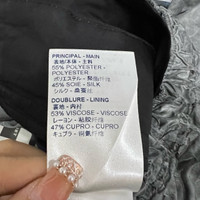 PRINCIPAL - MAIN
表地/本体・主料
55% POLYESTER -
POLYESTER
ポリエステル・聚酯纤维
45% SOIE - SILK
シルク・桑蚕丝
DOUBLURE - LINING
裏地・内衬
53% VISCOSE - VISCOSE
レーヨン・粘胶纤维
47% CUPRO - CUPRO
キュプラ・铜氨纤维